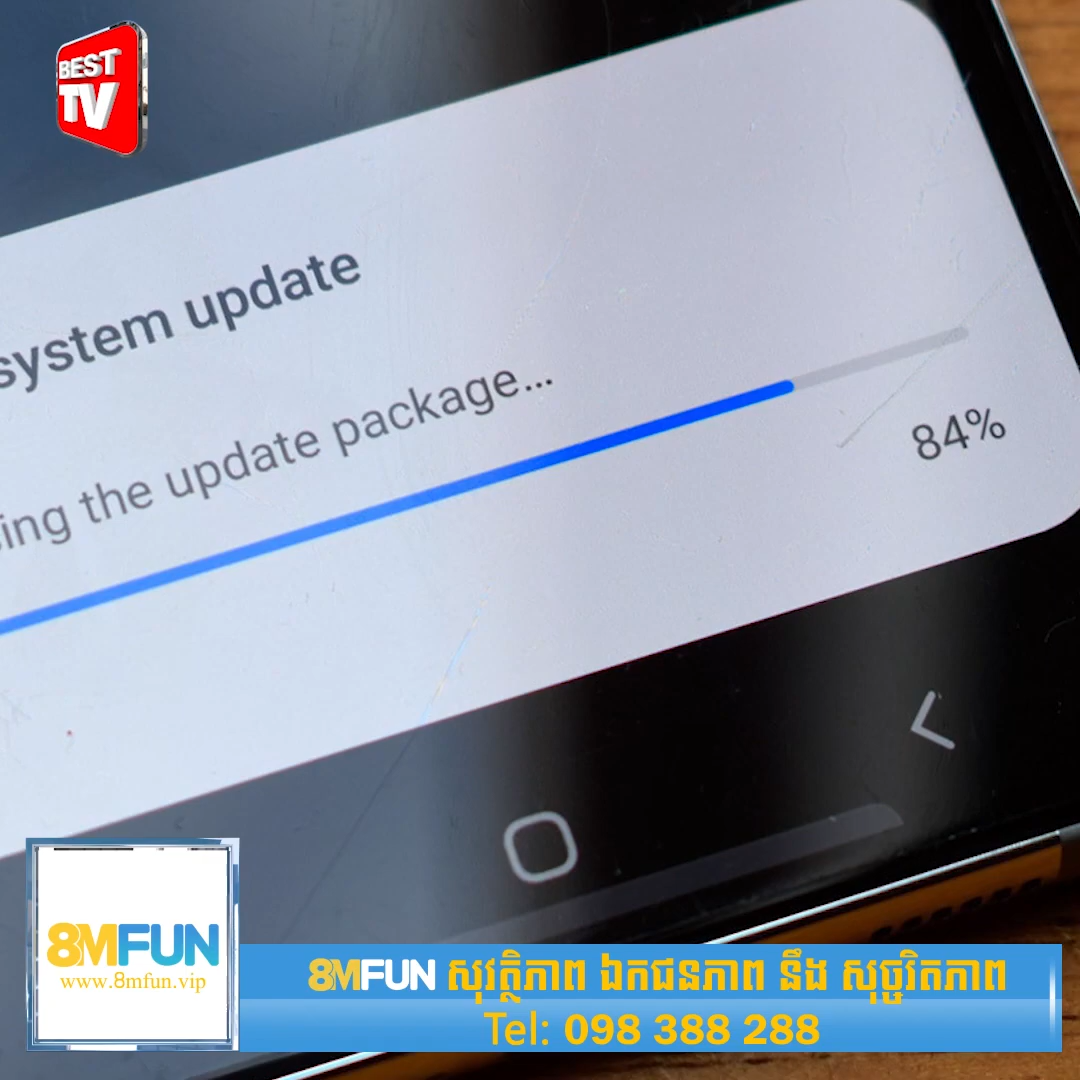 BEST
TV
system update
sing the update package...
84%
8MFUN
www.8mfun.vip
8MFUN សុវត្ថិភាព ឯកជនភាព នឹង សុច្ចរិតភាព
Tel: 098 388 288